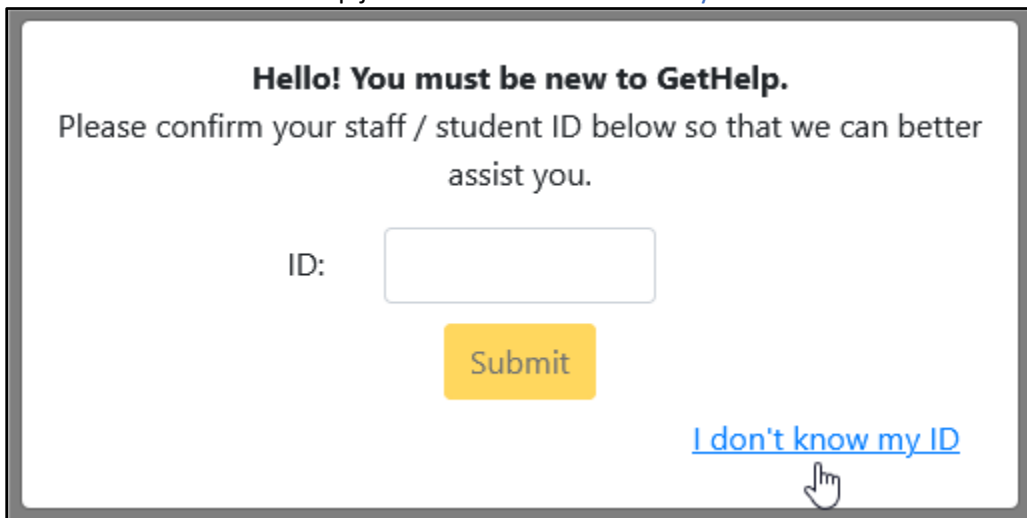 Hello! You must be new to GetHelp.
Please confirm your staff / student ID below so that we can better
assist you.
ID:
Submit
I don't know my ID